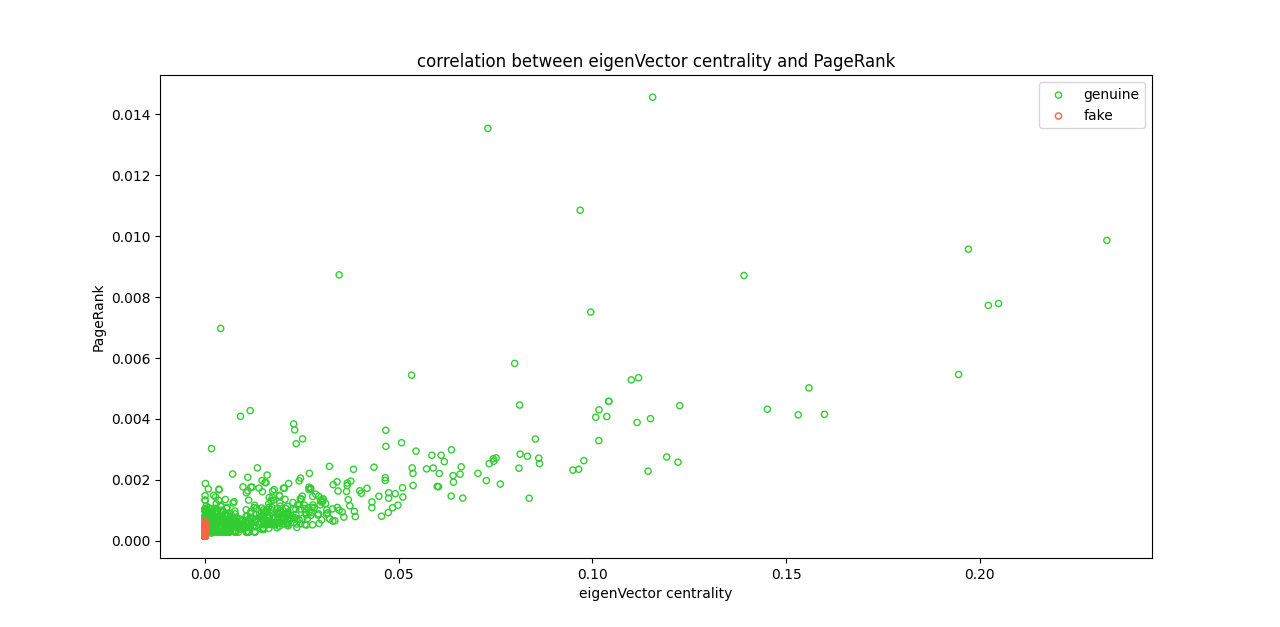 correlation between eigenVector centrality and PageRank
genuine
fake
PageRank
0.014
0.012
0.010
0.008
0.006
0.004
0.002
0.000
0.00 0.05 0.10 0.15 0.20
eigenVector centrality